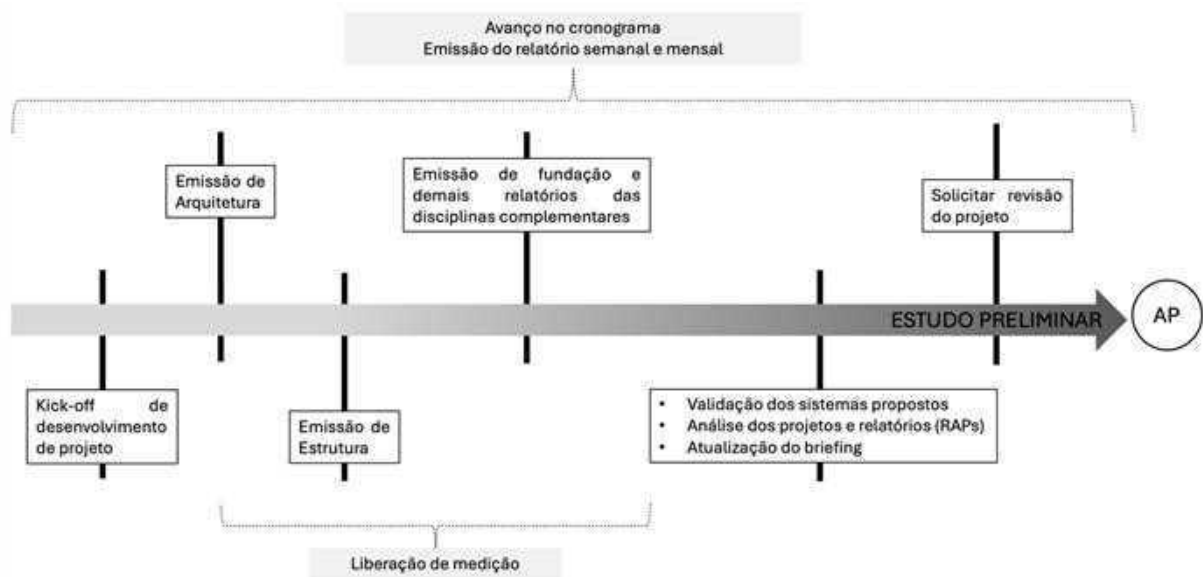 Avanço no cronograma
Emissão do relatório semanal e mensal
Emissão de
Arquitetura
Emissão de fundação e
demais relatórios das
disciplinas complementares
Solicitar revisão
do projeto
ESTUDO PRELIMINAR
AP
Kick-off de
desenvolvimento
de projeto
Emissão de
Estrutura
• Validação dos sistemas propostos
• Análise dos projetos e relatórios (RAPs)
• Atualização do briefing
Liberação de medição